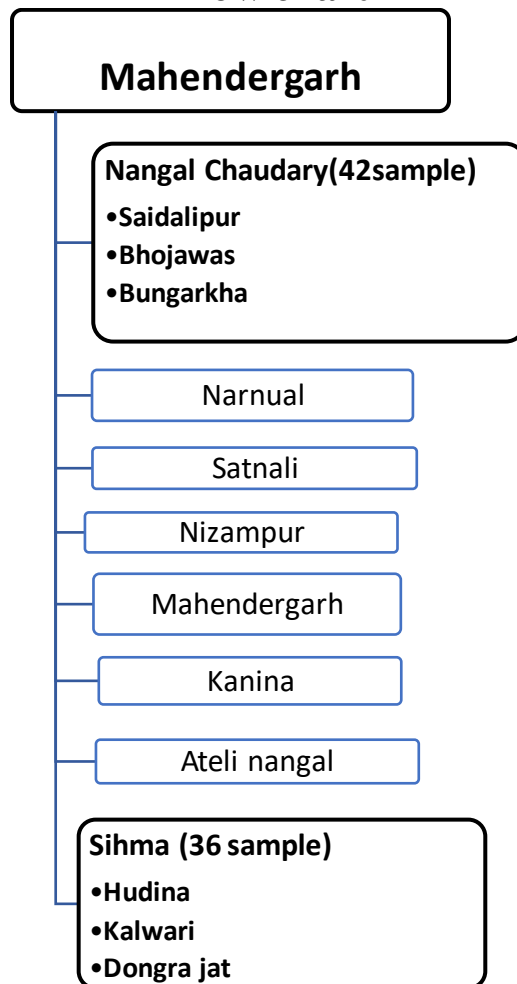 Mahendergarh
Nangal Chaudary(42sample)
•Saidalipur
•Bhojawas
•Bungarkha
Narnual
Satnali
Nizampur
Mahendergarh
Kanina
Ateli nangal
Sihma (36 sample)
•Hudina
•Kalwari
•Dongra jat